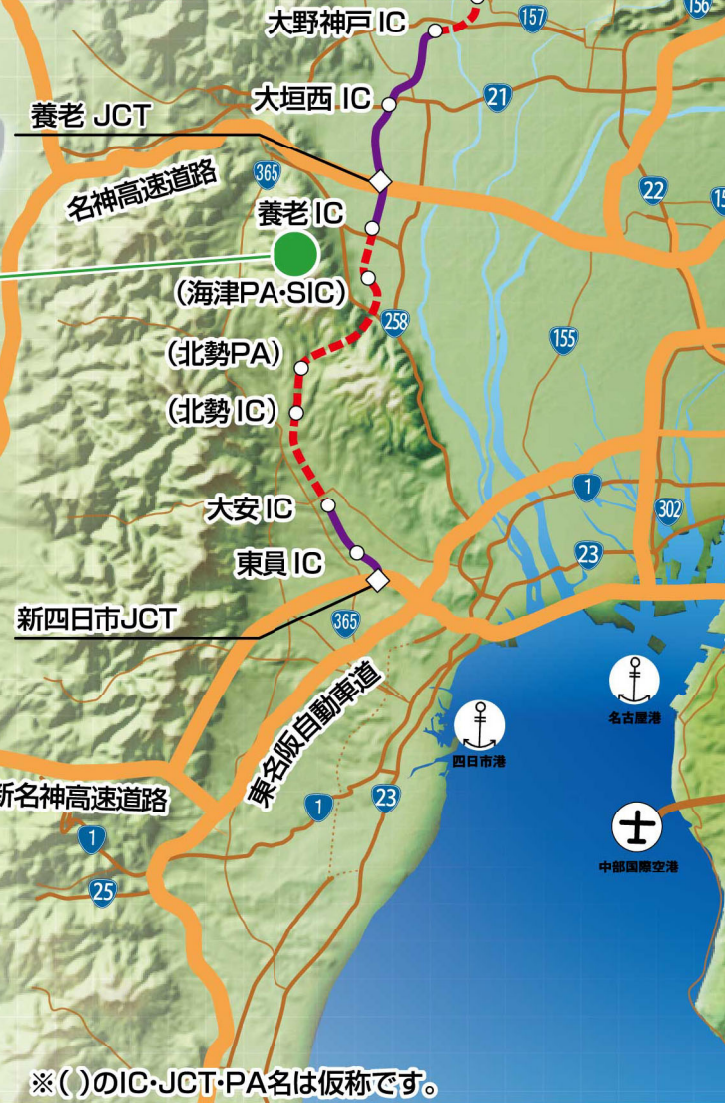 156
大野神戸 IC
157
大垣西 IC
21
養老 JCT
365
名神高速道路
22
養老 IC
(海津PA・SIC)
258
155
(北勢PA)
(北勢 IC)
1
302
大安 IC
23
東員 IC
新四日市JCT
365
東名阪自動車道
名古屋港
四日市港
新名神高速道路
1
23
1
中部国際空港
25
※( )のIC・JCT・PA名は仮称です。